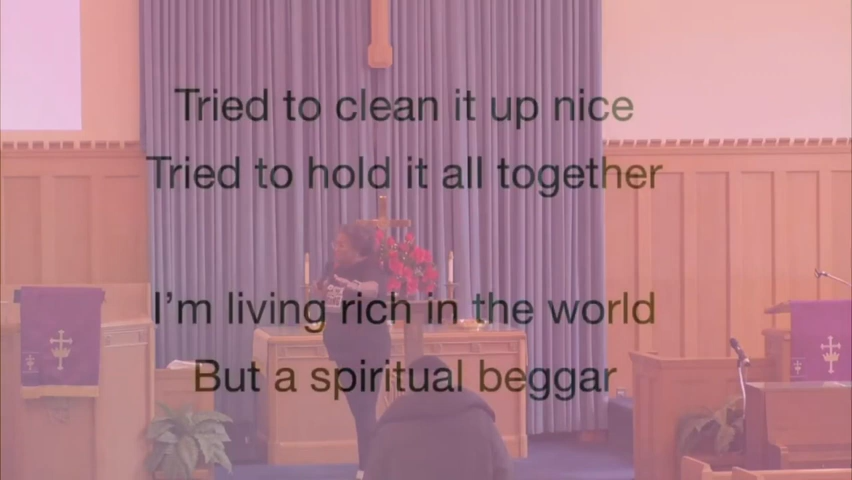 Tried to clean it up nice
Tried to hold it all together
I'm living rich in the world
But a spiritual beggar